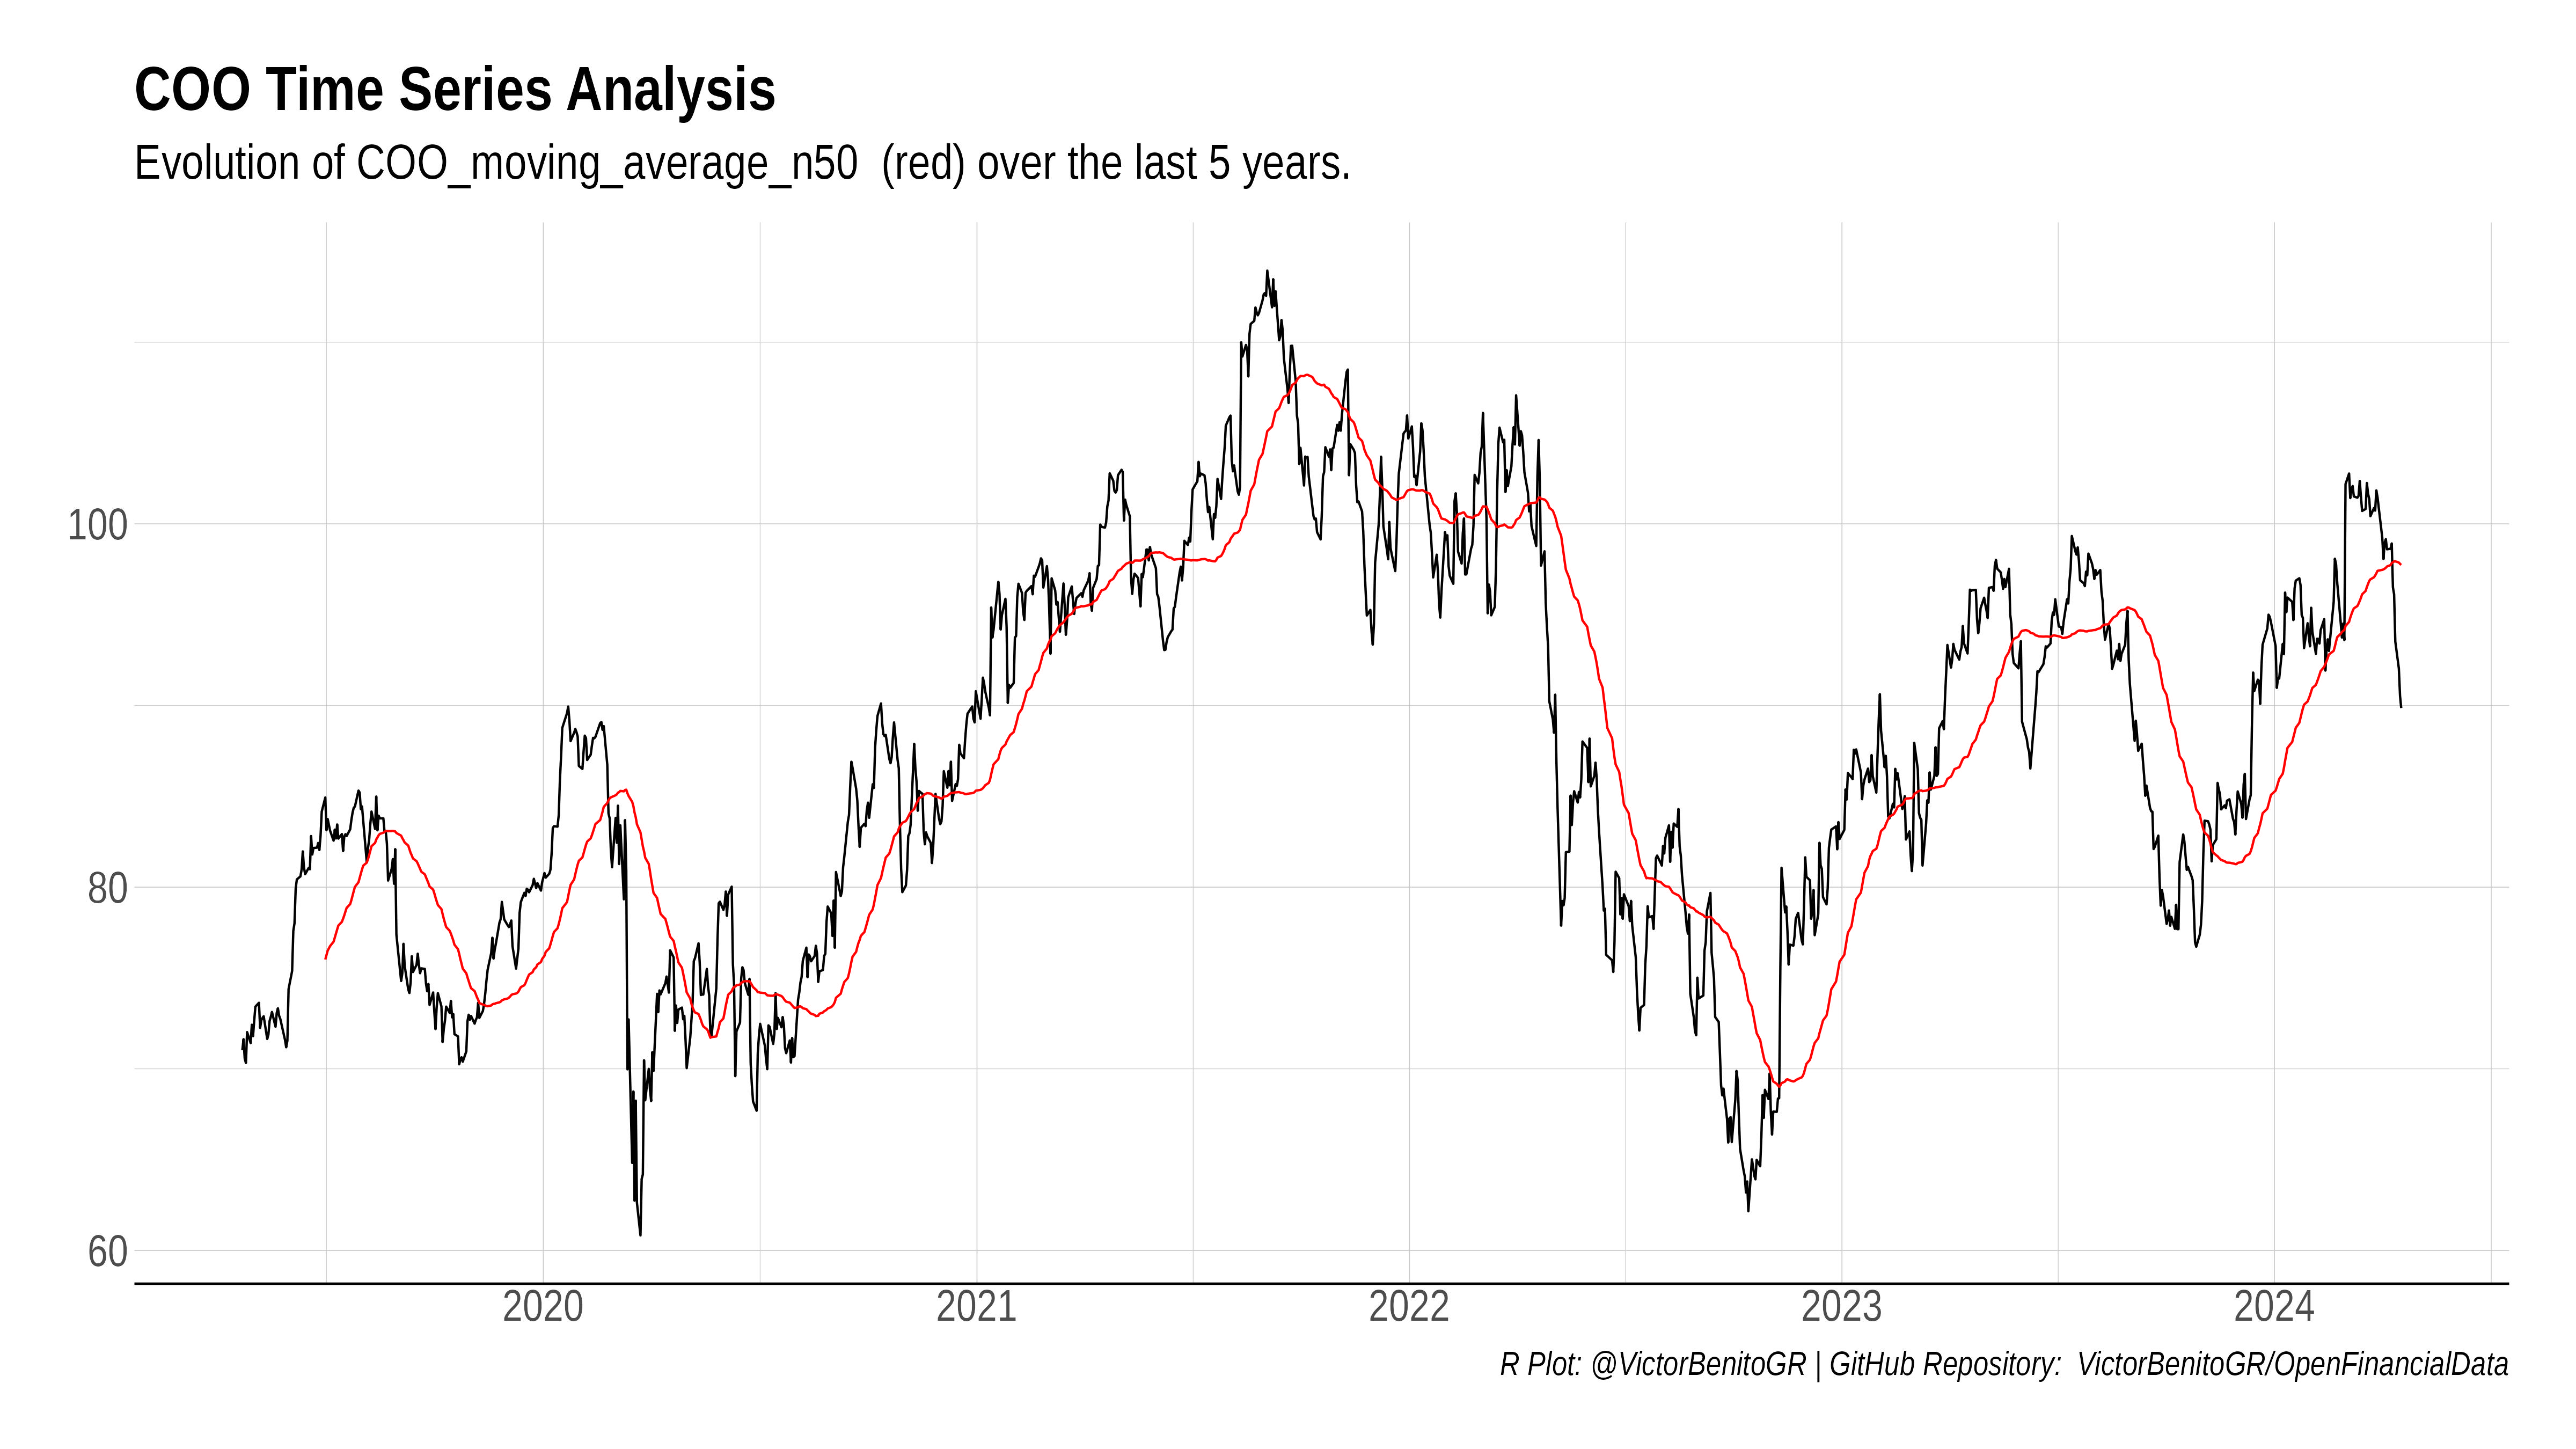 COO Time Series Analysis
Evolution of COO_moving_average_n50  (red) over the last 5 years.
100
80
60
2020 2021 2022 2023 2024
R Plot: @VictorBenitoGR | GitHub Repository:  VictorBenitoGR/OpenFinancialData